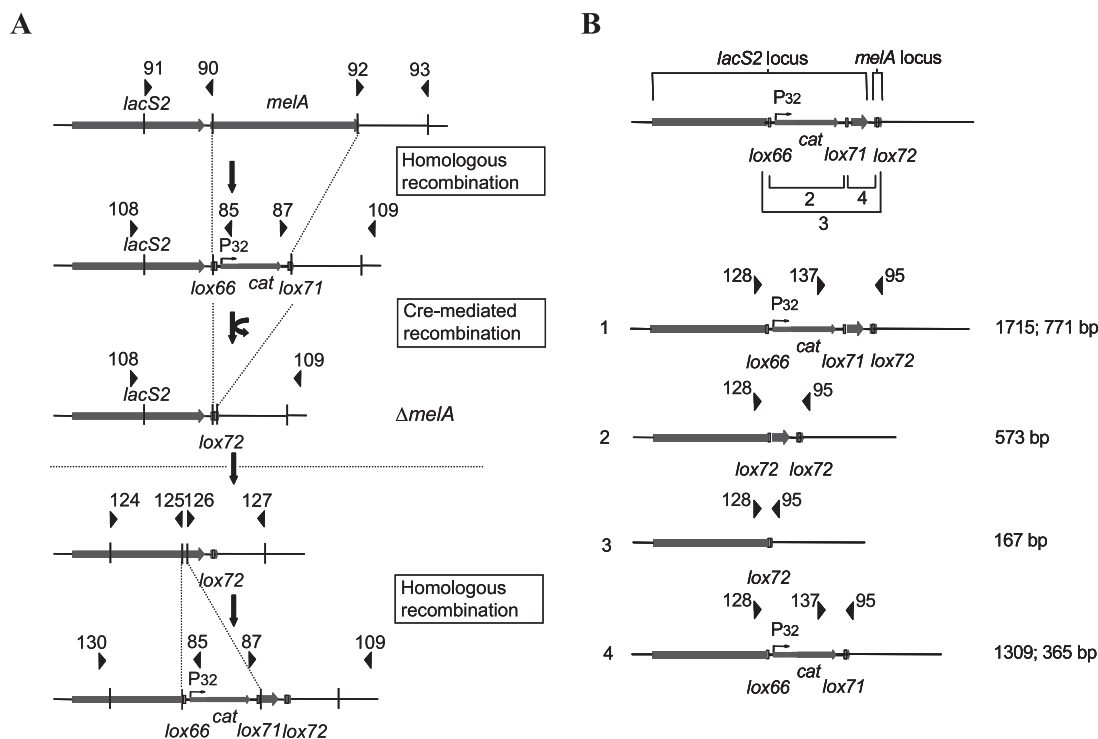 A
91 90 92 93
lacS2 melA
Homologous
recombination
108 85 87 109
lacS2 P32
lox66 cat lox71
Cre-mediated
recombination
108 109
lacS2
ΔmelA
lox72
124 125 126 127
lox72
Homologous
recombination
130 85 87 109
P32
lox66 cat lox71 lox72
B
lacS2 locus melA locus
P32
cat
lox66 lox71 lox72
2 4
3
128 137 95
P32
1 1715; 771 bp
cat
lox66 lox71 lox72
128 95
2 573 bp
lox72 lox72
128 95
3 167 bp
lox72
128 137 95
P32
4 1309; 365 bp
cat
lox66 lox71